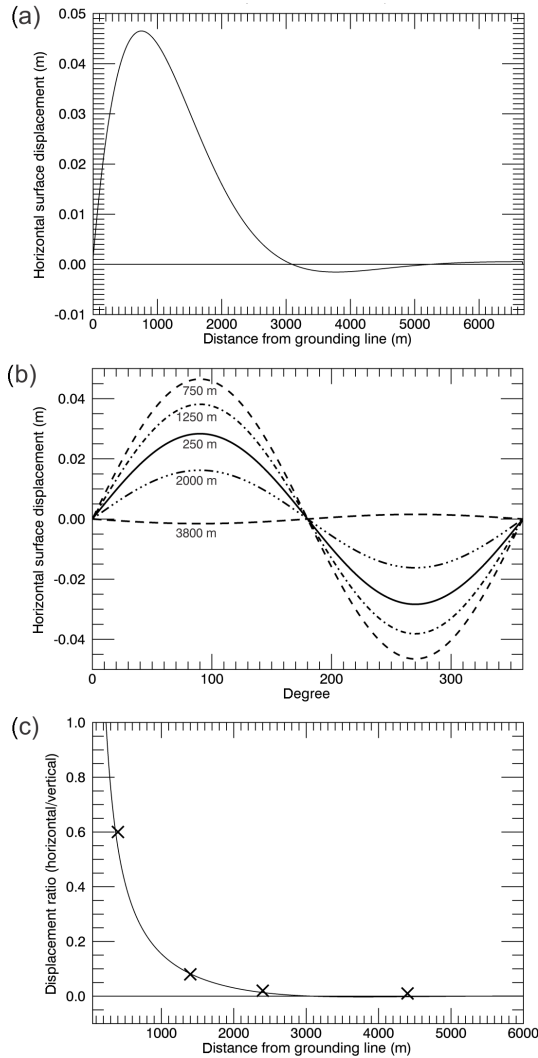 (a)
Horizontal surface displacement (m)
0.05
0.04
0.03
0.02
0.01
0.00
-0.01
0 1000 2000 3000 4000 5000 6000
Distance from grounding line (m)
(b)
Horizontal surface displacement (m)
0.04
0.02
0.00
-0.02
-0.04
750 m
1250 m
250 m
2000 m
3800 m
0 100 200 300
Degree
(c)
Displacement ratio (horizontal/vertical)
1.0
0.8
0.6
0.4
0.2
0.0
1000 2000 3000 4000 5000 6000
Distance from grounding line (m)